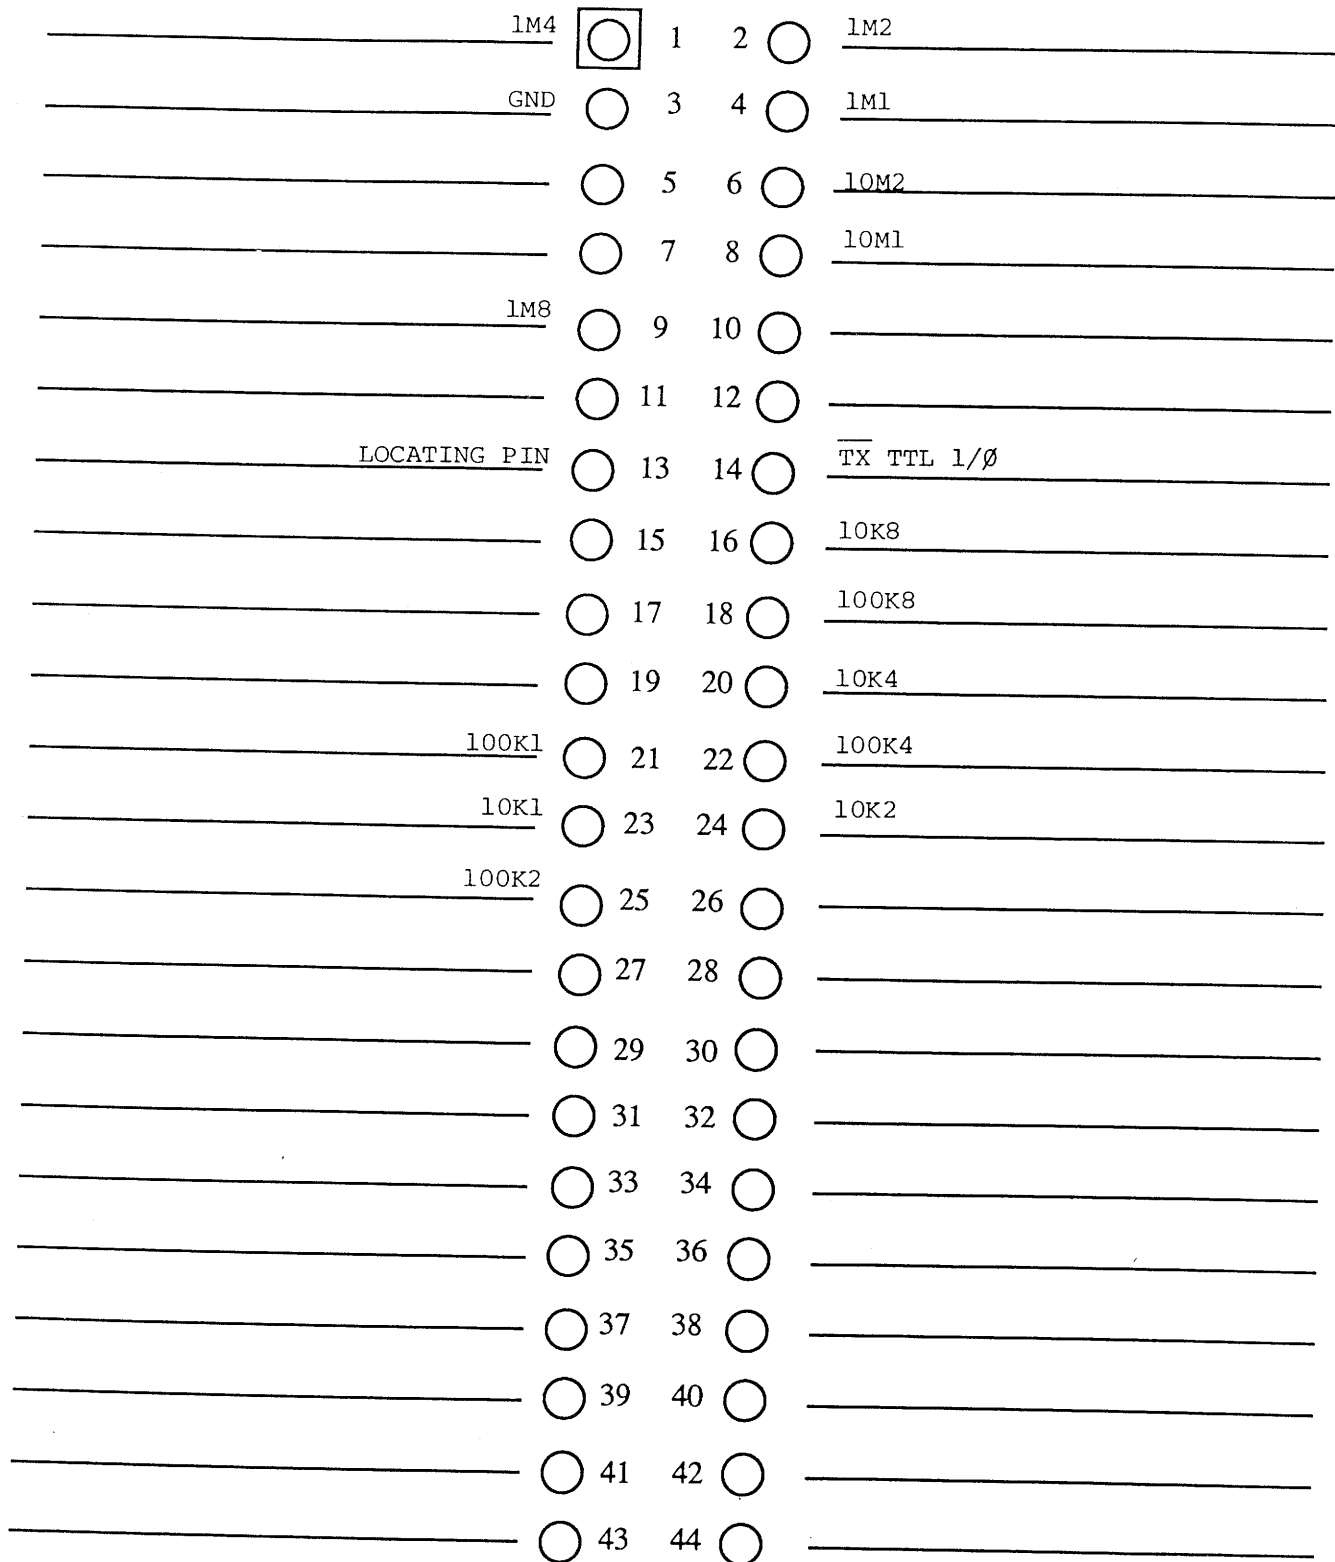 1M4 1 2 1M2
GND 3 4 1M1
5 6 10M2
7 8 10M1
1M8 9 10
11 12
LOCATING PIN 13 14 T̅X̅ TTL 1/Ø
15 16 10K8
17 18 100K8
19 20 10K4
100K1 21 22 100K4
10K1 23 24 10K2
100K2 25 26
27 28
29 30
31 32
33 34
35 36
37 38
39 40
41 42
43 44